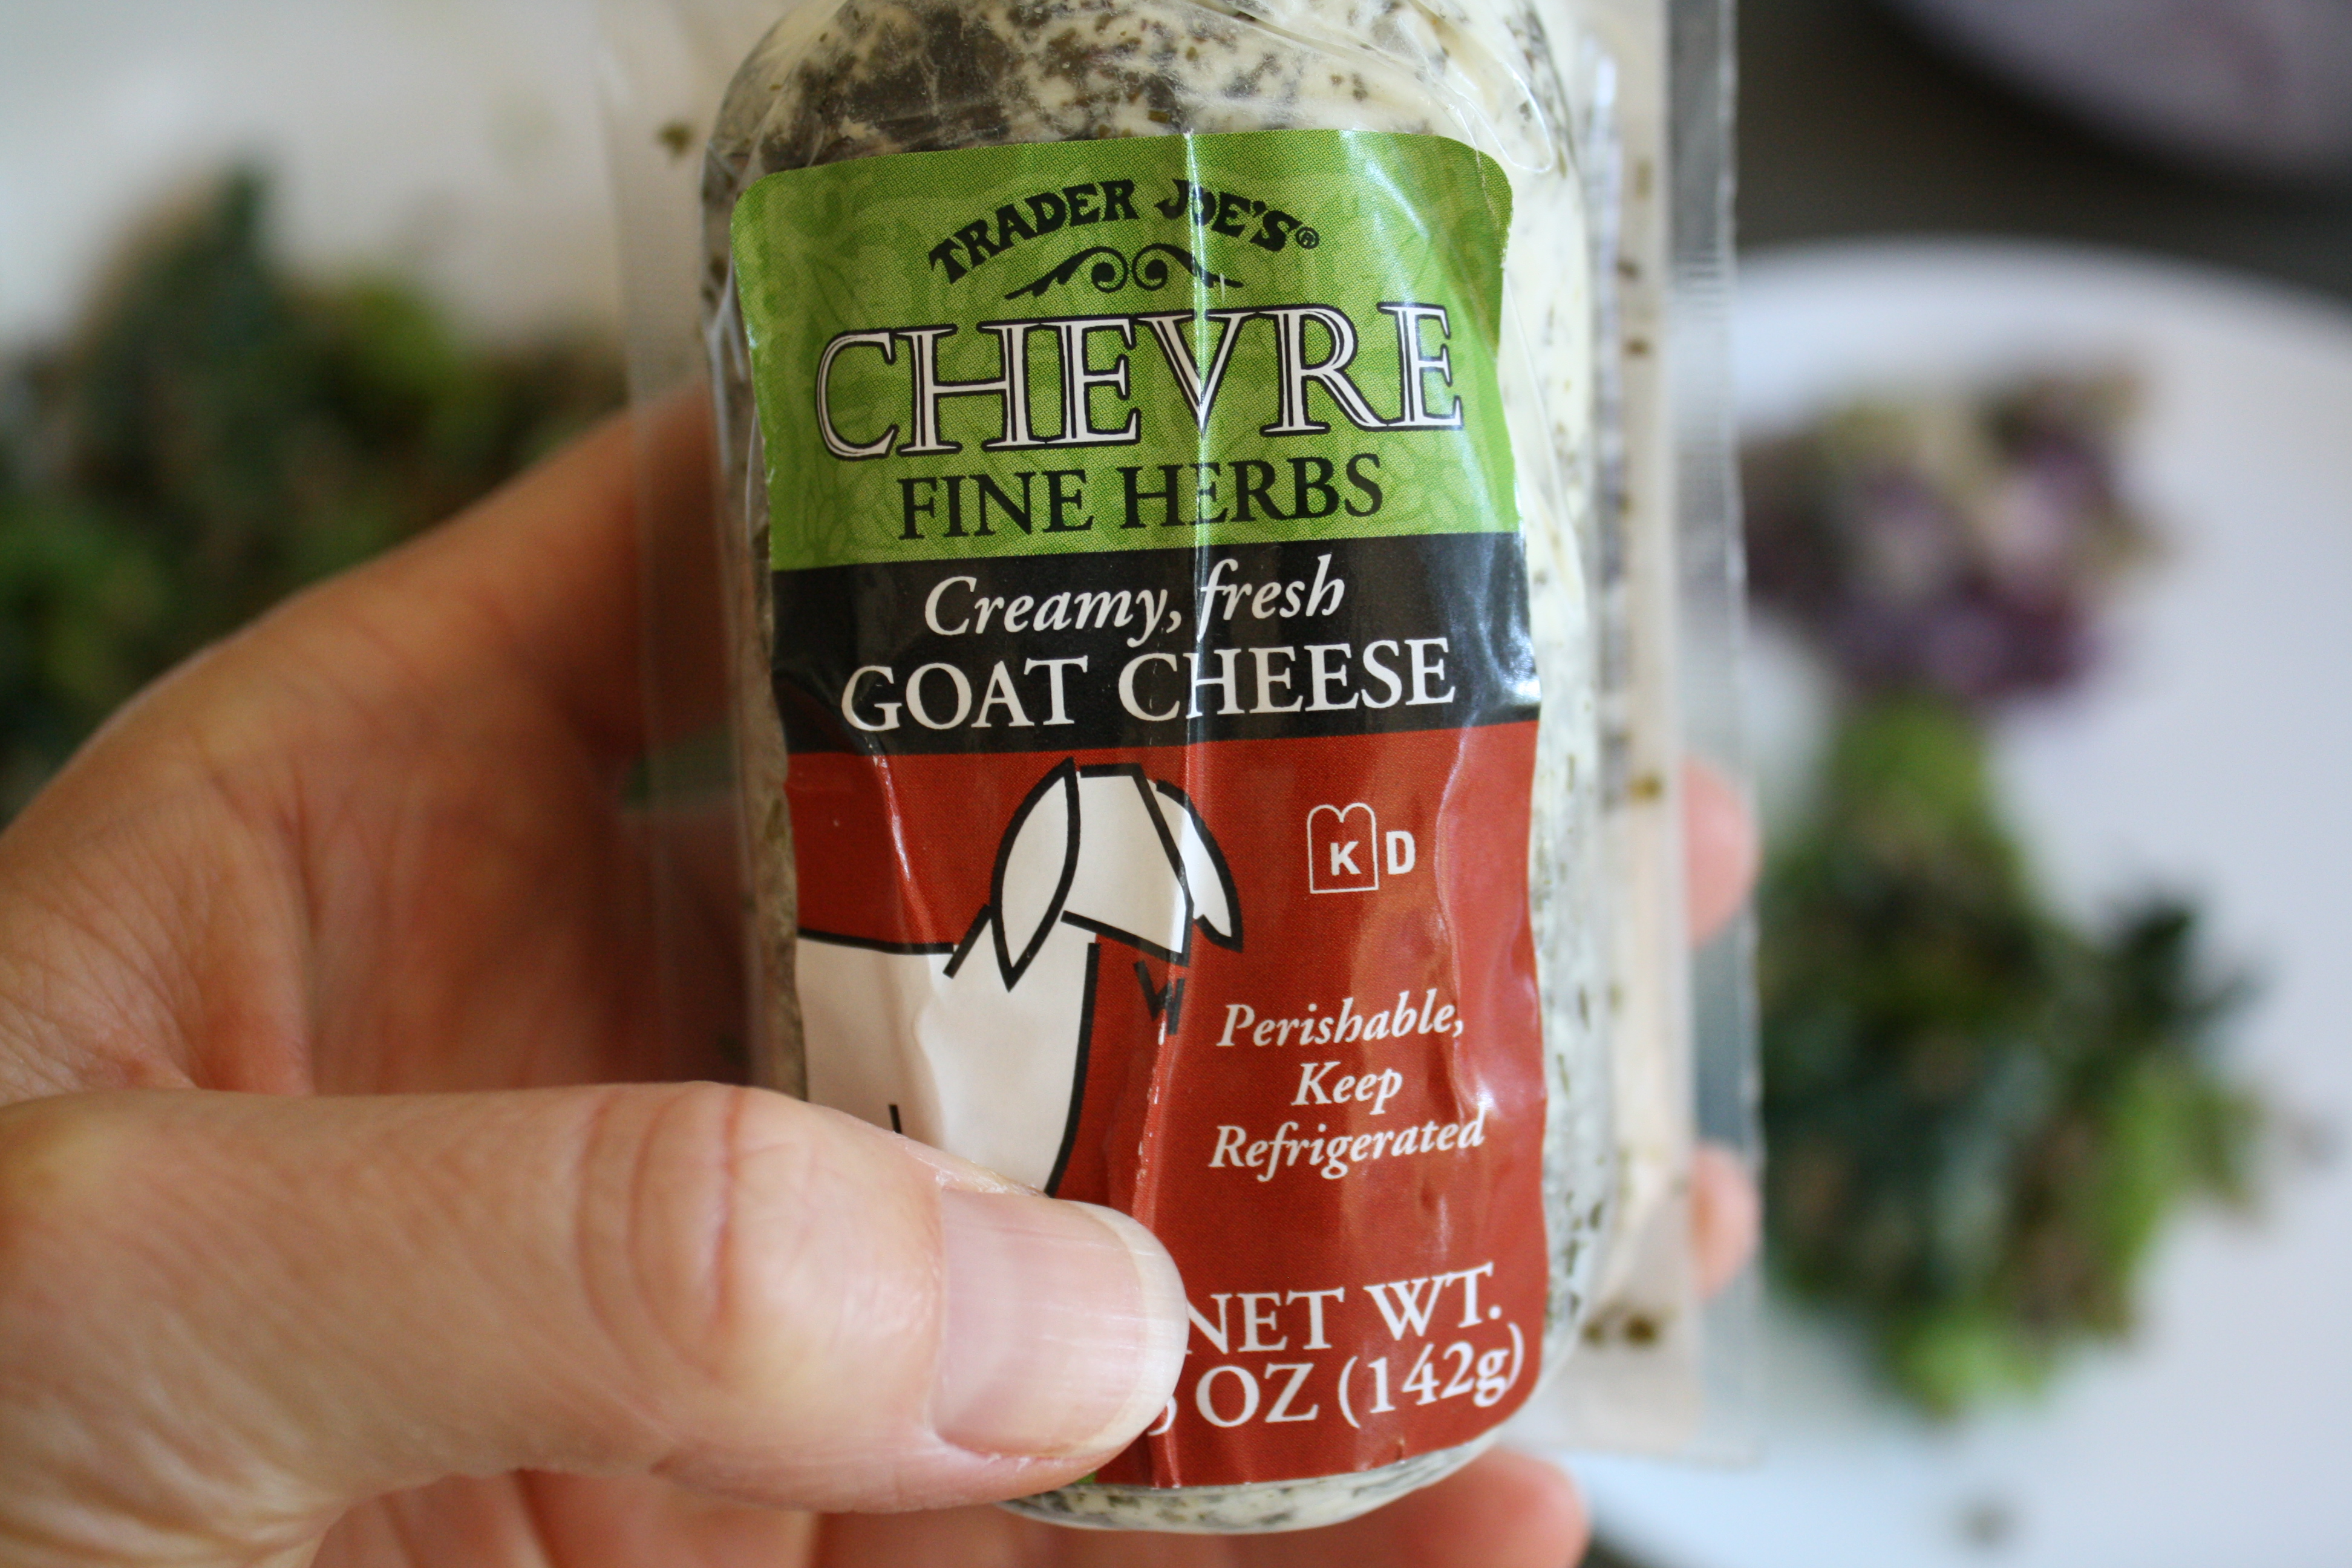 TRADER JOE'S®
CHEVRE
FINE HERBS
Creamy, fresh
GOAT CHEESE
K D
Perishable,
Keep
Refrigerated
NET WT.
OZ (142g)